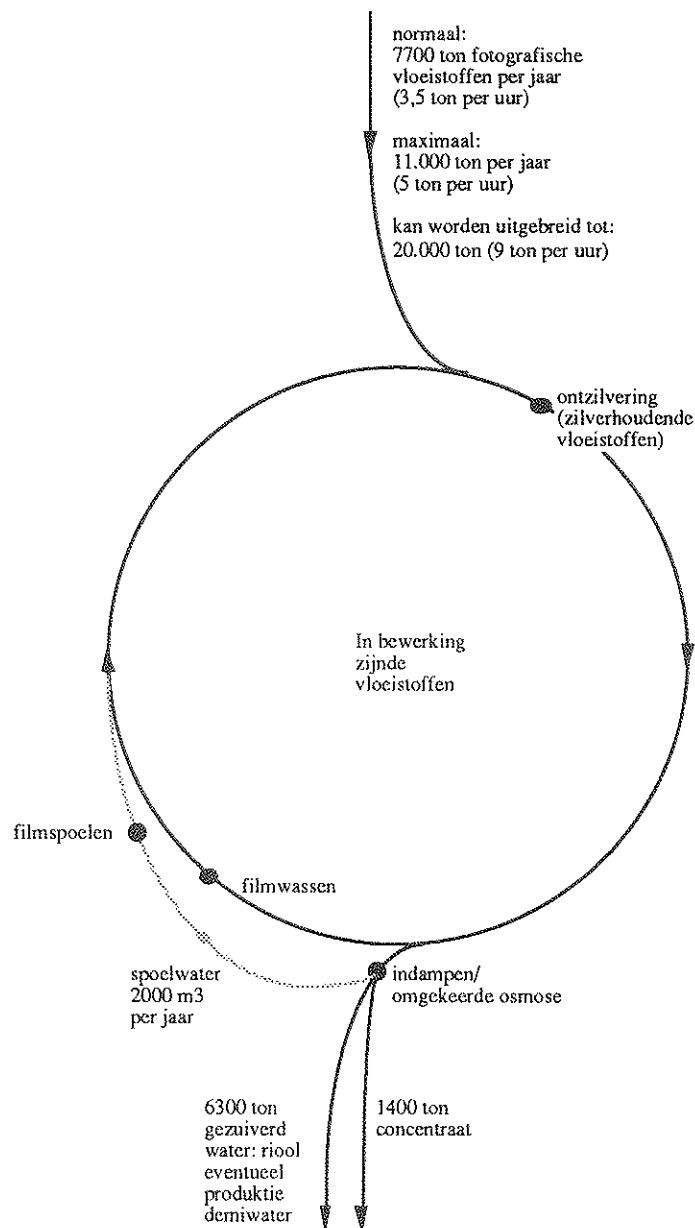 normaal:
7700 ton fotografische
vloeistoffen per jaar
(3,5 ton per uur)
maximaal:
11.000 ton per jaar
(5 ton per uur)
kan worden uitgebreid tot:
20.000 ton (9 ton per uur)
ontzilvering
(zilverhoudende
vloeistoffen)
In bewerking
zijnde
vloeistoffen
filmspoelen
filmwassen
spoelwater
2000 m3
per jaar
indampen/
omgekeerde osmose
6300 ton
gezuiverd
water: riool
eventueel
produktie
demiwater
1400 ton
concentraat